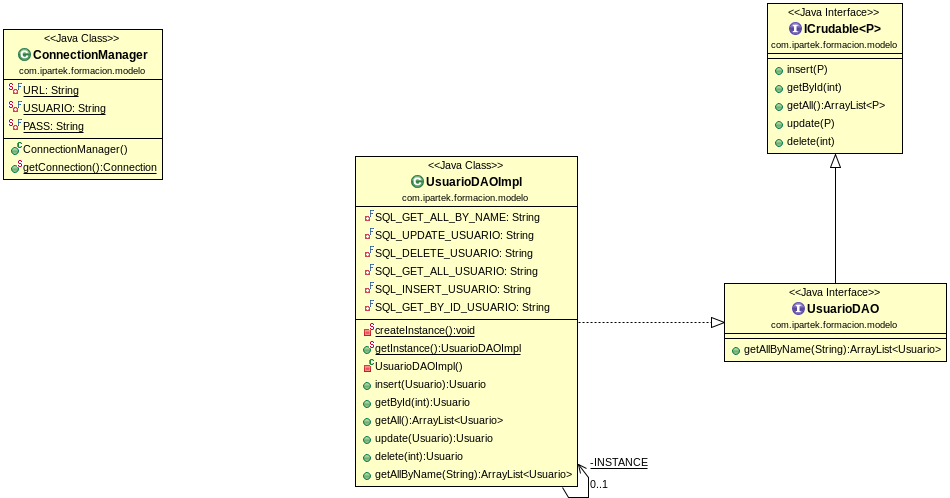 <<Java Class>>
ConnectionManager
com.ipartek.formacion.modelo
URL: String
USUARIO: String
PASS: String
ConnectionManager()
getConnection():Connection
<<Java Class>>
UsuarioDAOImpl
com.ipartek.formacion.modelo
SQL_GET_ALL_BY_NAME: String
SQL_UPDATE_USUARIO: String
SQL_DELETE_USUARIO: String
SQL_GET_ALL_USUARIO: String
SQL_INSERT_USUARIO: String
SQL_GET_BY_ID_USUARIO: String
createInstance():void
getInstance():UsuarioDAOImpl
UsuarioDAOImpl()
insert(Usuario):Usuario
getById(int):Usuario
getAll():ArrayList<Usuario>
update(Usuario):Usuario
delete(int):Usuario
getAllByName(String):ArrayList<Usuario>
-INSTANCE
0..1
<<Java Interface>>
ICrudable<P>
com.ipartek.formacion.modelo
insert(P)
getById(int)
getAll():ArrayList<P>
update(P)
delete(int)
<<Java Interface>>
UsuarioDAO
com.ipartek.formacion.modelo
getAllByName(String):ArrayList<Usuario>